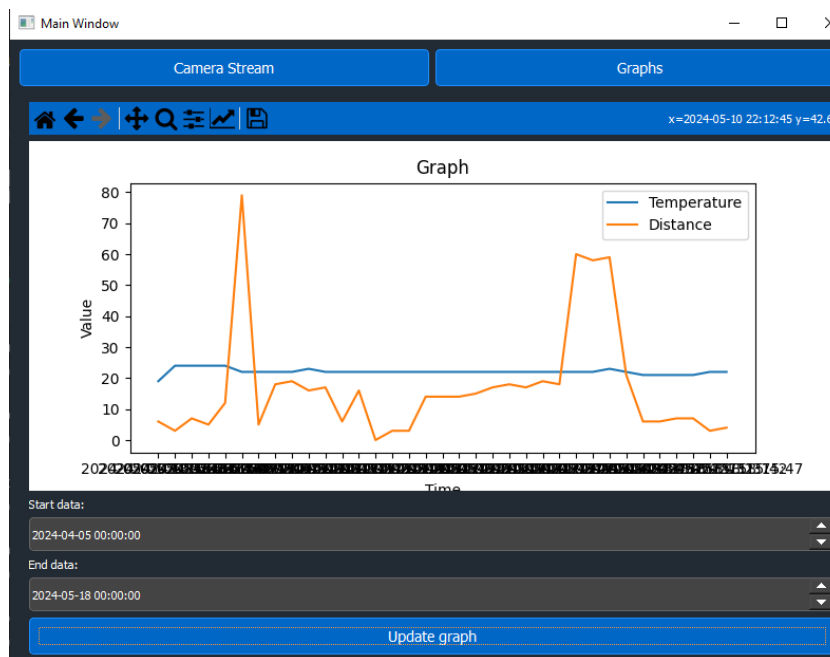 Main Window
Camera Stream
Graphs
x=2024-05-10 22:12:45 y=42.6
Graph
Temperature
Distance
80
70
60
50
40
30
20
10
0
Value
Time
Start data:
2024-04-05 00:00:00
End data:
2024-05-18 00:00:00
Update graph